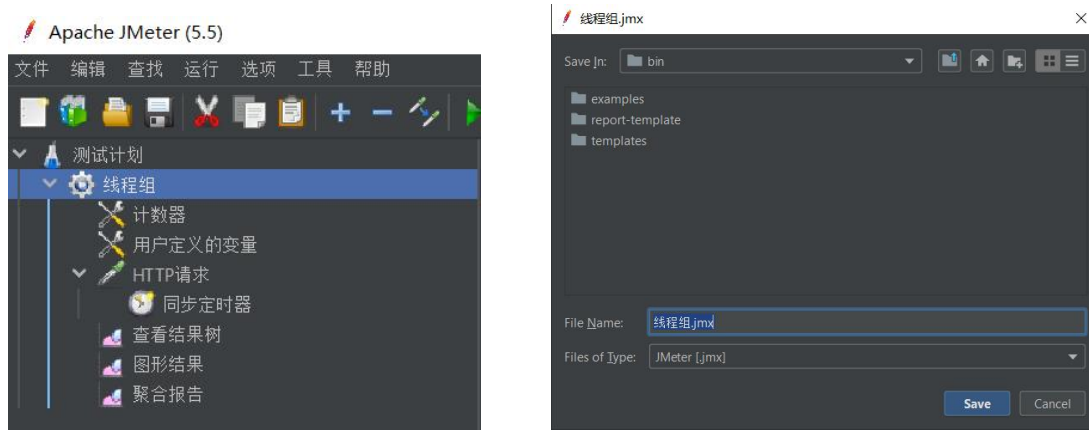 Apache JMeter (5.5)
文件 编辑 查找 运行 选项 工具 帮助
测试计划
线程组
计数器
用户定义的变量
HTTP请求
同步定时器
查看结果树
图形结果
聚合报告
线程组.jmx
Save In: bin
examples
report-template
templates
File Name: 线程组.jmx
Files of Type: JMeter [.jmx]
Save Cancel